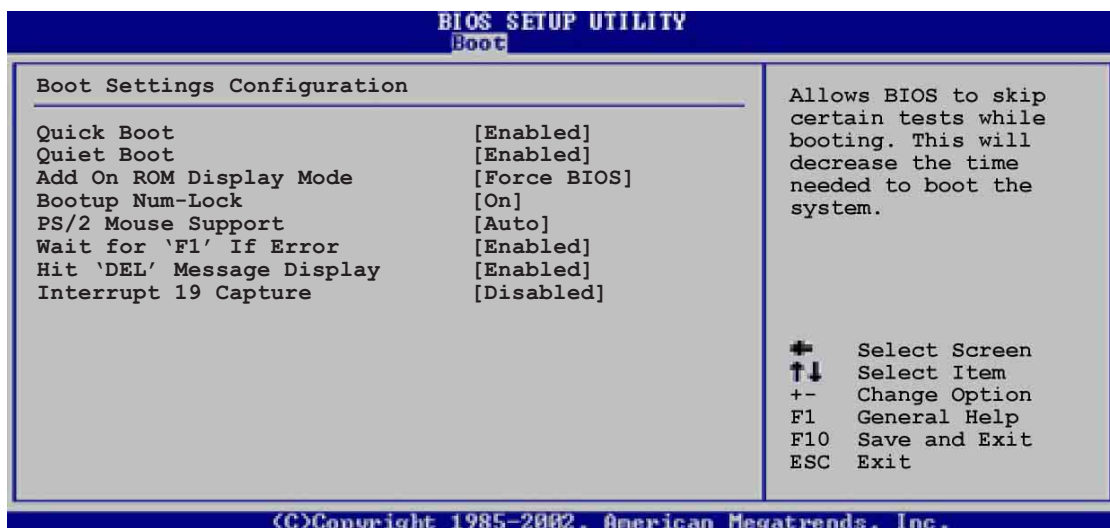 BIOS SETUP UTILITY
Boot
Boot Settings Configuration
Quick Boot [Enabled]
Quiet Boot [Enabled]
Add On ROM Display Mode [Force BIOS]
Bootup Num-Lock [On]
PS/2 Mouse Support [Auto]
Wait for ‘F1’ If Error [Enabled]
Hit ‘DEL’ Message Display [Enabled]
Interrupt 19 Capture [Disabled]
Allows BIOS to skip
certain tests while
booting. This will
decrease the time
needed to boot the
system.
← Select Screen
↑↓ Select Item
+- Change Option
F1 General Help
F10 Save and Exit
ESC Exit
(C)Copyright 1985-2002, American Megatrends, Inc.